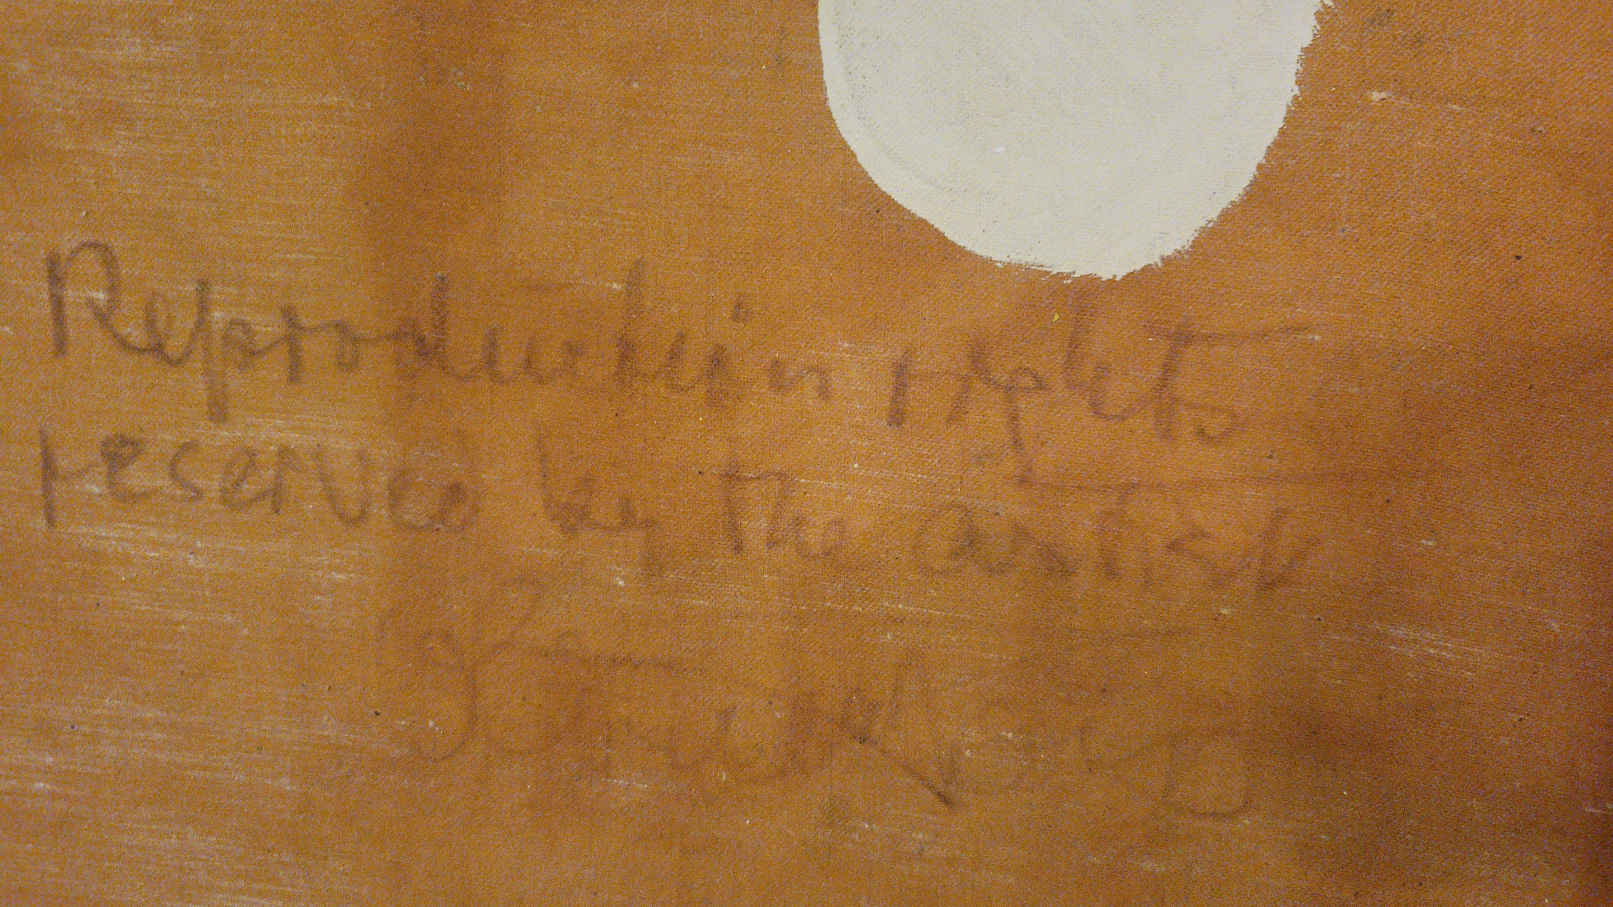 Reproduction rights
reserved by the artist